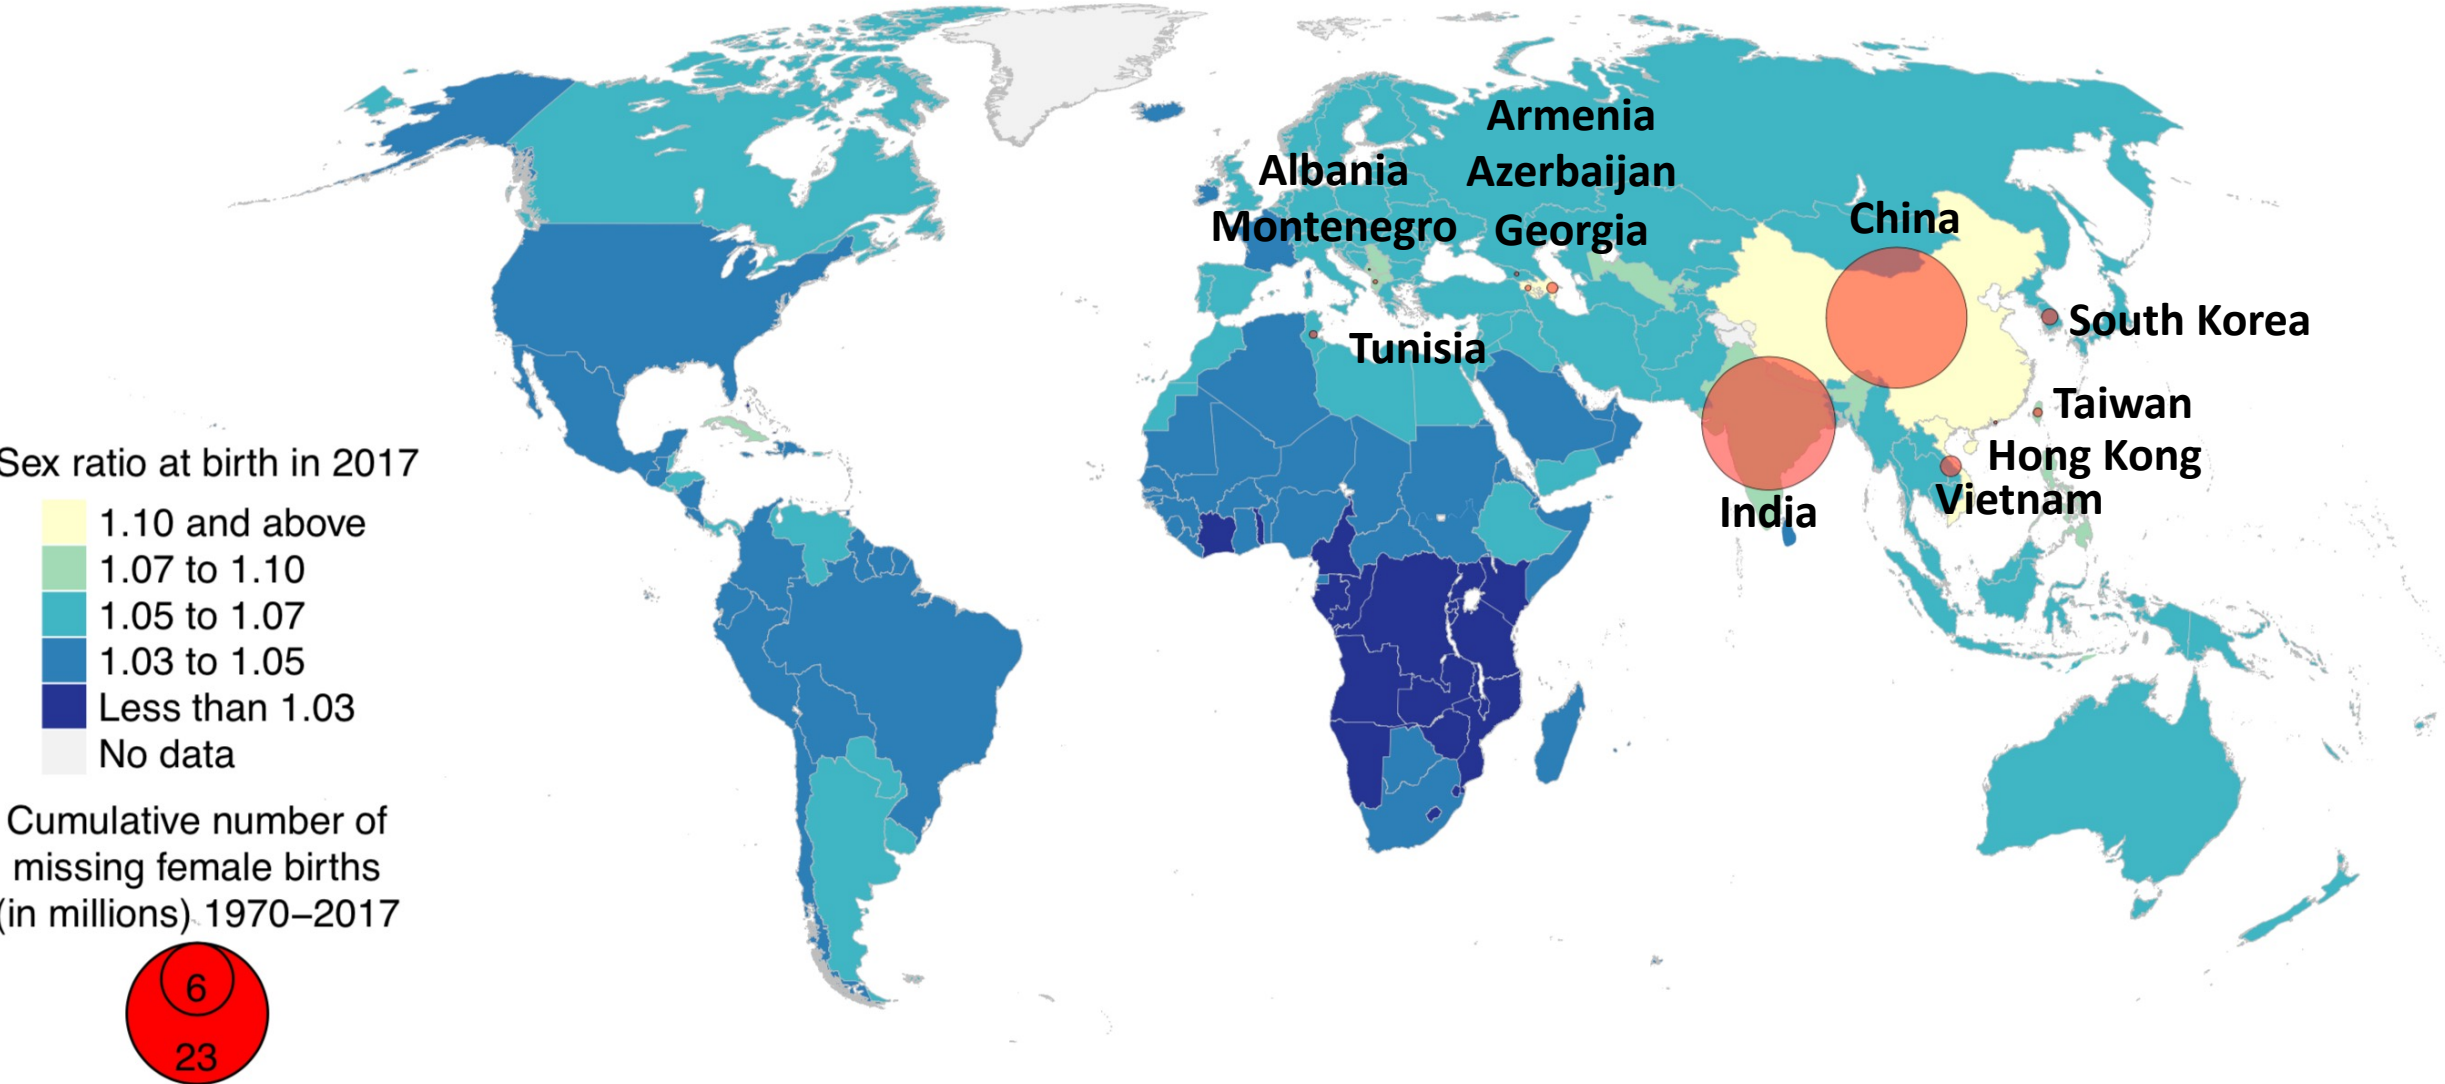 Armenia
Albania
Azerbaijan
Montenegro
Georgia
China
South Korea
Tunisia
Taiwan
Hong Kong
Vietnam
India
Sex ratio at birth in 2017
1.10 and above
1.07 to 1.10
1.05 to 1.07
1.03 to 1.05
Less than 1.03
No data
Cumulative number of
missing female births
(in millions) 1970–2017
6
23